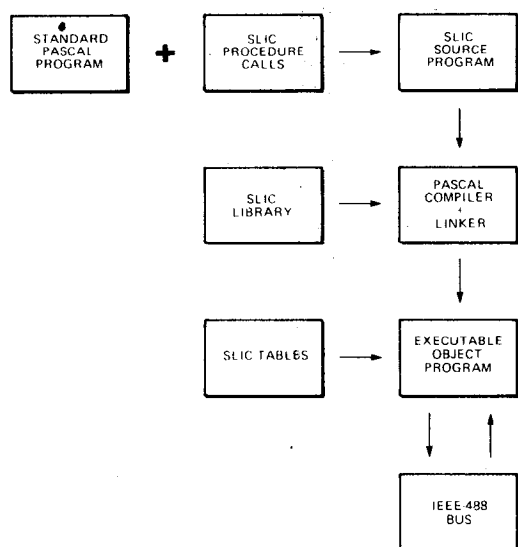 STANDARD
PASCAL
PROGRAM
+
SLIC
PROCEDURE
CALLS
SLIC
SOURCE
PROGRAM
SLIC
LIBRARY
PASCAL
COMPILER
+
LINKER
SLIC TABLES
EXECUTABLE
OBJECT
PROGRAM
IEEE-488
BUS